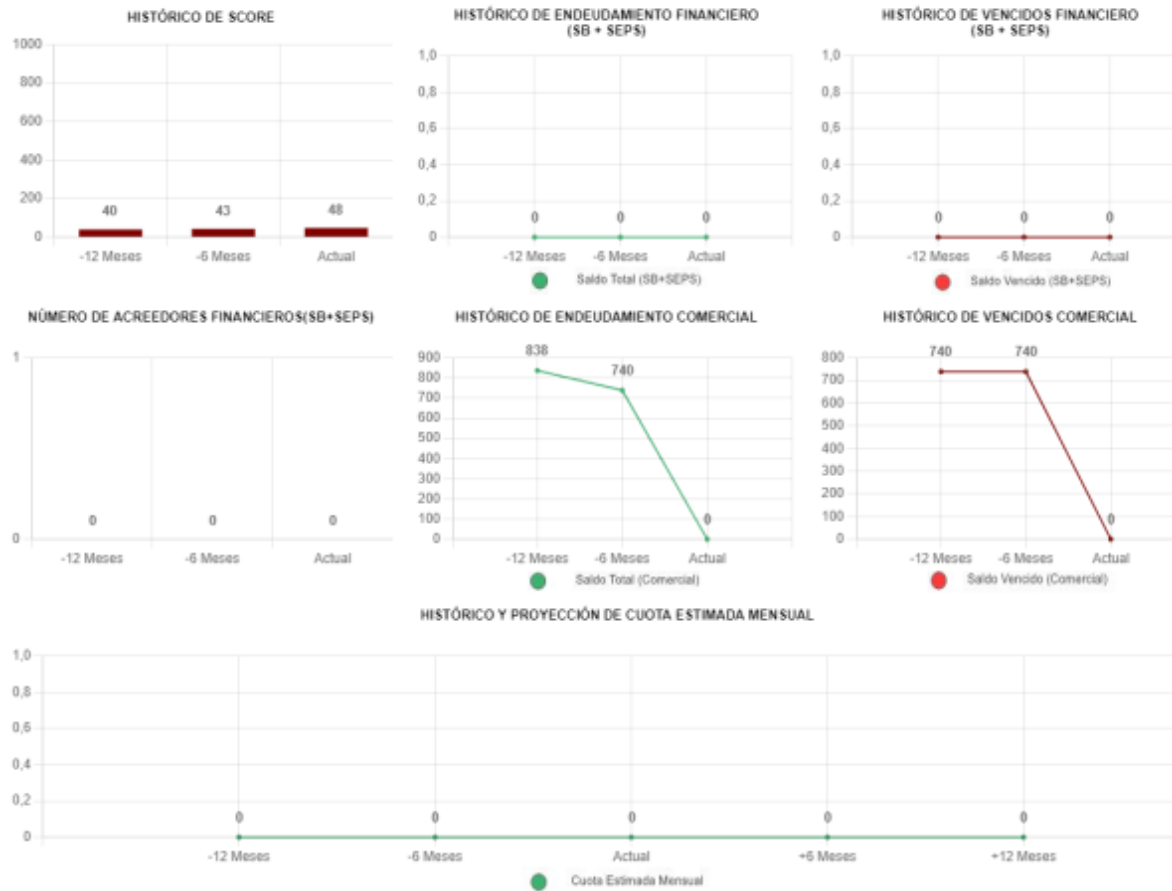 HISTÓRICO DE SCORE
1000
800
600
400
200
0
40
43
48
-12 Meses
-6 Meses
Actual
HISTÓRICO DE ENDEUDAMIENTO FINANCIERO
(SB + SEPS)
1,0
0,8
0,6
0,4
0,2
0
0
0
0
-12 Meses
-6 Meses
Actual
Saldo Total (SB+SEPS)
HISTÓRICO DE VENCIDOS FINANCIERO
(SB + SEPS)
1,0
0,8
0,6
0,4
0,2
0
0
0
0
-12 Meses
-6 Meses
Actual
Saldo Vencido (SB+SEPS)
NÚMERO DE ACREEDORES FINANCIEROS(SB+SEPS)
1
0
0
0
0
-12 Meses
-6 Meses
Actual
HISTÓRICO DE ENDEUDAMIENTO COMERCIAL
900
800
700
600
500
400
300
200
100
0
838
740
0
-12 Meses
-6 Meses
Actual
Saldo Total (Comercial)
HISTÓRICO DE VENCIDOS COMERCIAL
800
700
600
500
400
300
200
100
0
740
740
0
-12 Meses
-6 Meses
Actual
Saldo Vencido (Comercial)
HISTÓRICO Y PROYECCIÓN DE CUOTA ESTIMADA MENSUAL
1,0
0,8
0,6
0,4
0,2
0
0
0
0
0
0
-12 Meses
-6 Meses
Actual
+6 Meses
+12 Meses
Cuota Estimada Mensual